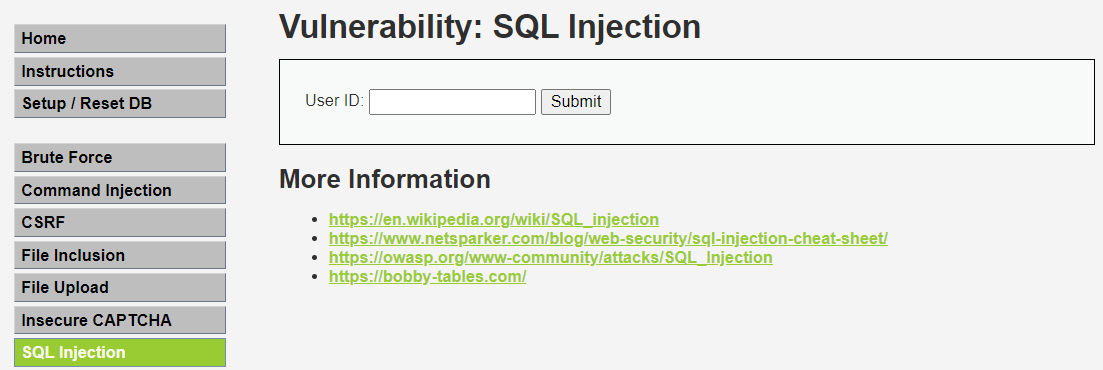 Home
Instructions
Setup / Reset DB
Brute Force
Command Injection
CSRF
File Inclusion
File Upload
Insecure CAPTCHA
SQL Injection
Vulnerability: SQL Injection
User ID:
Submit
More Information
https://en.wikipedia.org/wiki/SQL_injection
https://www.netsparker.com/blog/web-security/sql-injection-cheat-sheet/
https://owasp.org/www-community/attacks/SQL_Injection
https://bobby-tables.com/